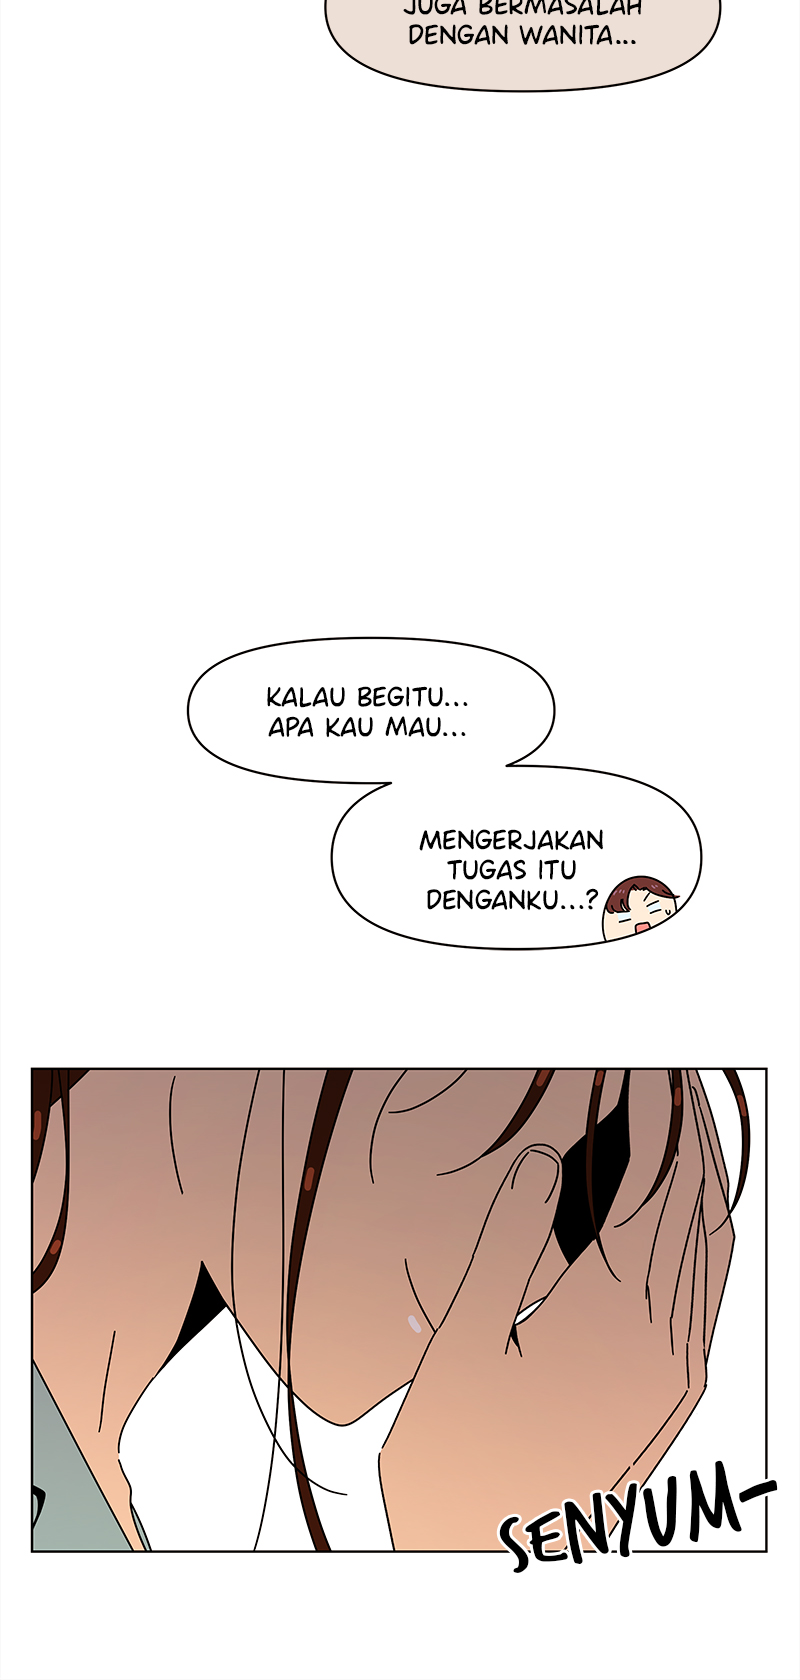 JUGA BERMASALAH
DENGAN WANITA...
KALAU BEGITU...
APA KAU MAU...
MENGERJAKAN
TUGAS ITU
DENGANKU...?
SENYUM-